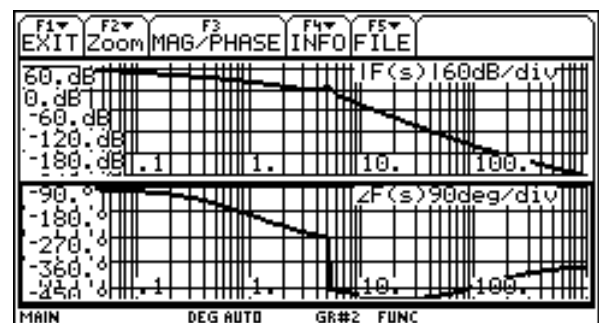 F1 F2 F3 F4 F5
EXIT Zoom MAG/PHASE INFO FILE
60.dB |F(s)|60dB/div
0.dB
-60.dB
-120.dB
-180.dB .1 1. 10. 100.
-90.° ∠F(s)90deg/div
-180.°
-270.°
-360.°
-450.° .1 1. 10. 100.
MAIN DEG AUTO GR#2 FUNC